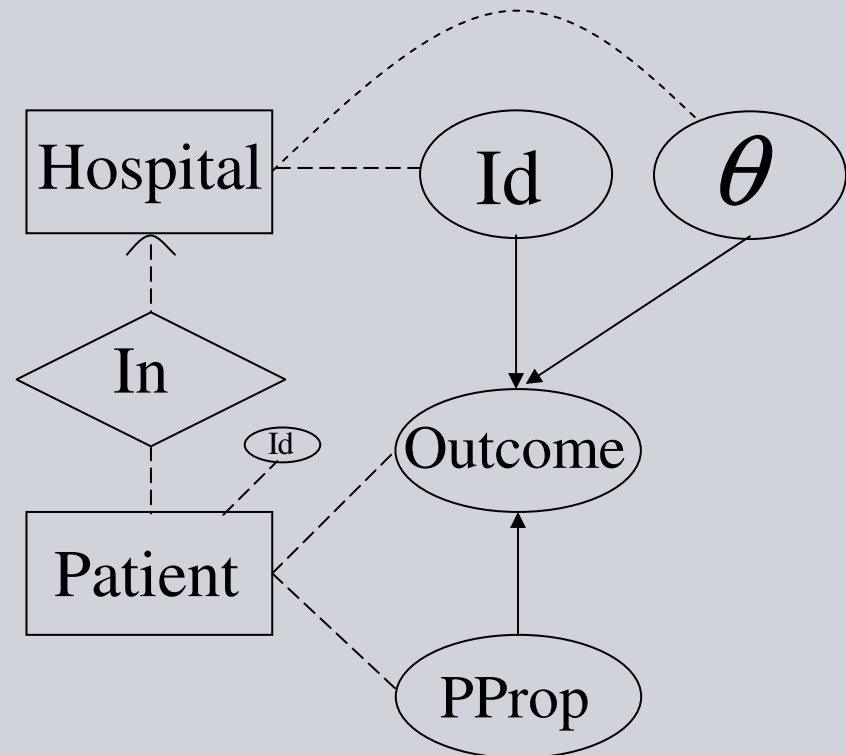 Hospital
Id
θ
In
Id
Outcome
Patient
PProp